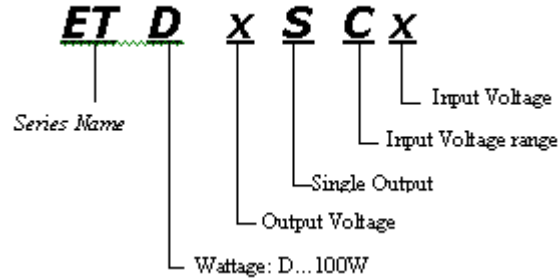 ET D x S C x
Input Voltage
Series Name
Input Voltage range
Single Output
Output Voltage
Wattage: D...100W